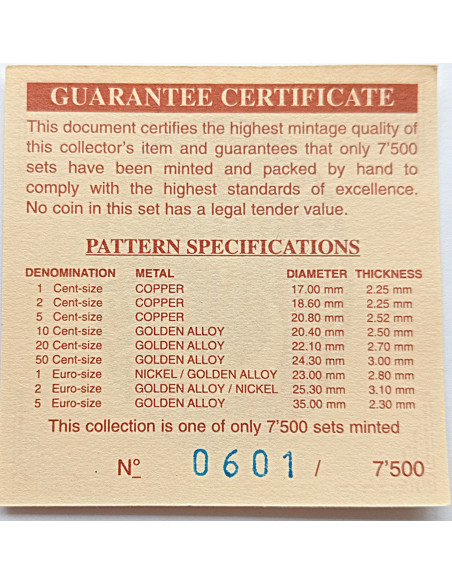 GUARANTEE CERTIFICATE
This document certifies the highest mintage quality of
this collector's item and guarantees that only 7'500
sets have been minted and packed by hand to
comply with the highest standards of excellence.
No coin in this set has a legal tender value.
PATTERN SPECIFICATIONS
DENOMINATION METAL DIAMETER THICKNESS
1 Cent-size COPPER 17.00 mm 2.25 mm
2 Cent-size COPPER 18.60 mm 2.25 mm
5 Cent-size COPPER 20.80 mm 2.52 mm
10 Cent-size GOLDEN ALLOY 20.40 mm 2.50 mm
20 Cent-size GOLDEN ALLOY 22.10 mm 2.70 mm
50 Cent-size GOLDEN ALLOY 24.30 mm 3.00 mm
1 Euro-size NICKEL / GOLDEN ALLOY 23.00 mm 2.80 mm
2 Euro-size GOLDEN ALLOY / NICKEL 25.30 mm 3.10 mm
5 Euro-size GOLDEN ALLOY 35.00 mm 2.30 mm
This collection is one of only 7'500 sets minted
Nº 0601 / 7'500